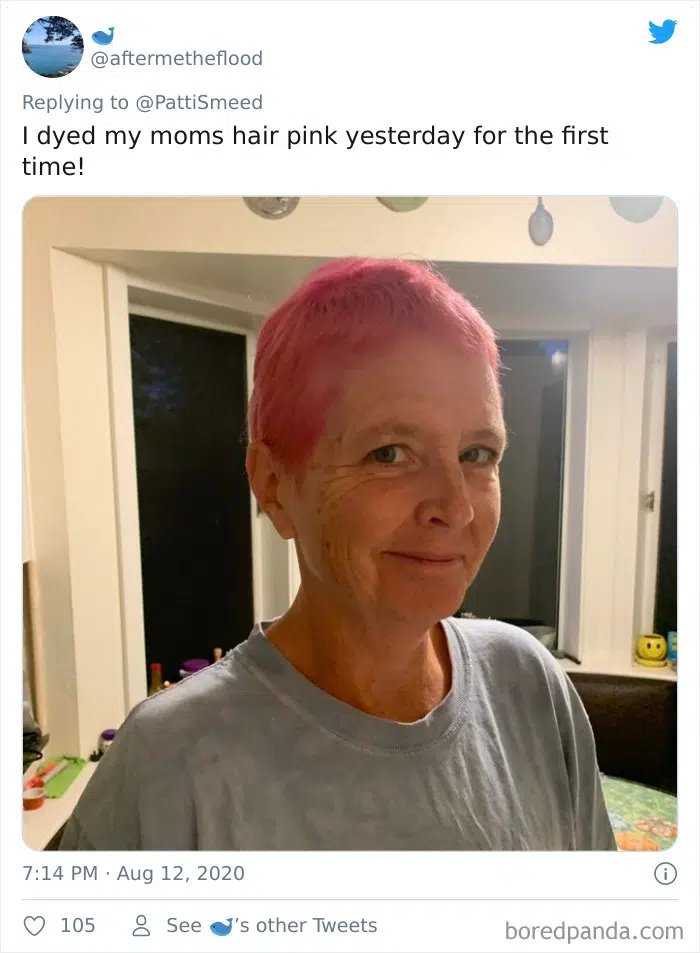 🐳
@aftermetheflood
Replying to @PattiSmeed
I dyed my moms hair pink yesterday for the first
time!
7:14 PM · Aug 12, 2020
105
See 🐳's other Tweets
boredpanda.com